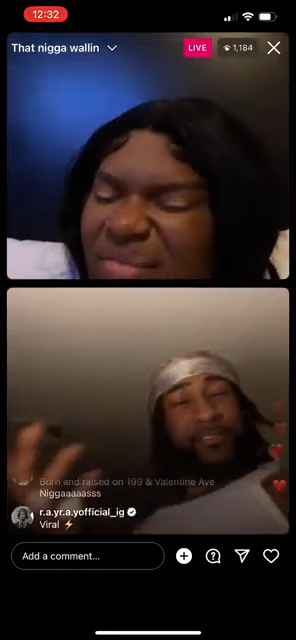 12:32
That nigga wallin
LIVE
1,184
Born and raised on 199 & Valentine Ave
Niggaaaaasss
r.a.yr.a.yofficial_ig
Viral ⚡
Add a comment...